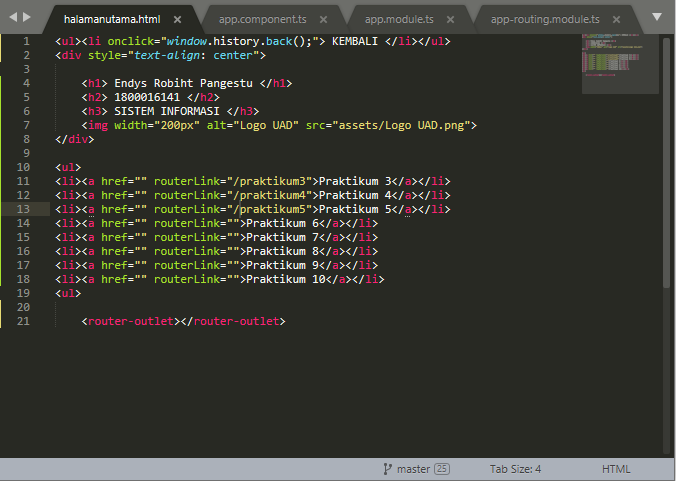 halamanutama.html × app.component.ts × app.module.ts × app-routing.module.ts ×
1 <ul><li onclick="window.history.back();"> KEMBALI </li></ul>
2 <div style="text-align: center">
3
4 <h1> Endys Robiht Pangestu </h1>
5 <h2> 1800016141 </h2>
6 <h3> SISTEM INFORMASI </h3>
7 <img width="200px" alt="Logo UAD" src="assets/Logo UAD.png">
8 </div>
9
10 <ul>
11 <li><a href="" routerLink="/praktikum3">Praktikum 3</a></li>
12 <li><a href="" routerLink="/praktikum4">Praktikum 4</a></li>
13 <li><a href="" routerLink="/praktikum5">Praktikum 5</a></li>
14 <li><a href="" routerLink="">Praktikum 6</a></li>
15 <li><a href="" routerLink="">Praktikum 7</a></li>
16 <li><a href="" routerLink="">Praktikum 8</a></li>
17 <li><a href="" routerLink="">Praktikum 9</a></li>
18 <li><a href="" routerLink="">Praktikum 10</a></li>
19 <ul>
20
21 <router-outlet></router-outlet>
master 25 Tab Size: 4 HTML